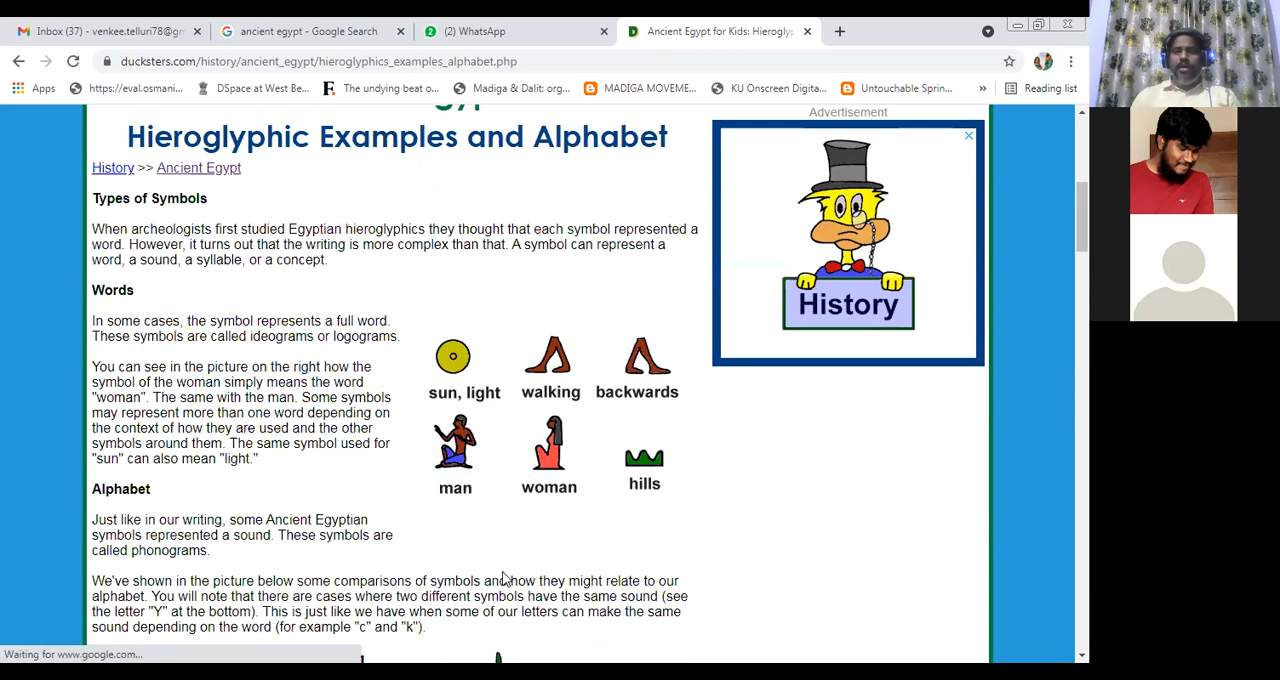 Inbox (37) - venkee.telluri78@gm
ancient egypt - Google Search
2
(2) WhatsApp
Ancient Egypt for Kids: Hierogly
ducksters.com/history/ancient_egypt/hieroglyphics_examples_alphabet.php
Apps
https://eval.osmani...
DSpace at West Be...
The undying beat o...
Madiga & Dalit: org...
MADIGA MOVEME...
KU Onscreen Digita...
Untouchable Sprin...
»
Reading list
Advertisement
Hieroglyphic Examples and Alphabet
History >> Ancient Egypt
Types of Symbols
When archeologists first studied Egyptian hieroglyphics they thought that each symbol represented a
word. However, it turns out that the writing is more complex than that. A symbol can represent a
word, a sound, a syllable, or a concept.
Words
In some cases, the symbol represents a full word.
These symbols are called ideograms or logograms.
You can see in the picture on the right how the
symbol of the woman simply means the word
"woman". The same with the man. Some symbols
may represent more than one word depending on
the context of how they are used and the other
symbols around them. The same symbol used for
"sun" can also mean "light."
sun, light
walking
backwards
man
woman
hills
History
Alphabet
Just like in our writing, some Ancient Egyptian
symbols represented a sound. These symbols are
called phonograms.
We've shown in the picture below some comparisons of symbols and how they might relate to our
alphabet. You will note that there are cases where two different symbols have the same sound (see
the letter "Y" at the bottom). This is just like we have when some of our letters can make the same
sound depending on the word (for example "c" and "k").
Waiting for www.google.com...